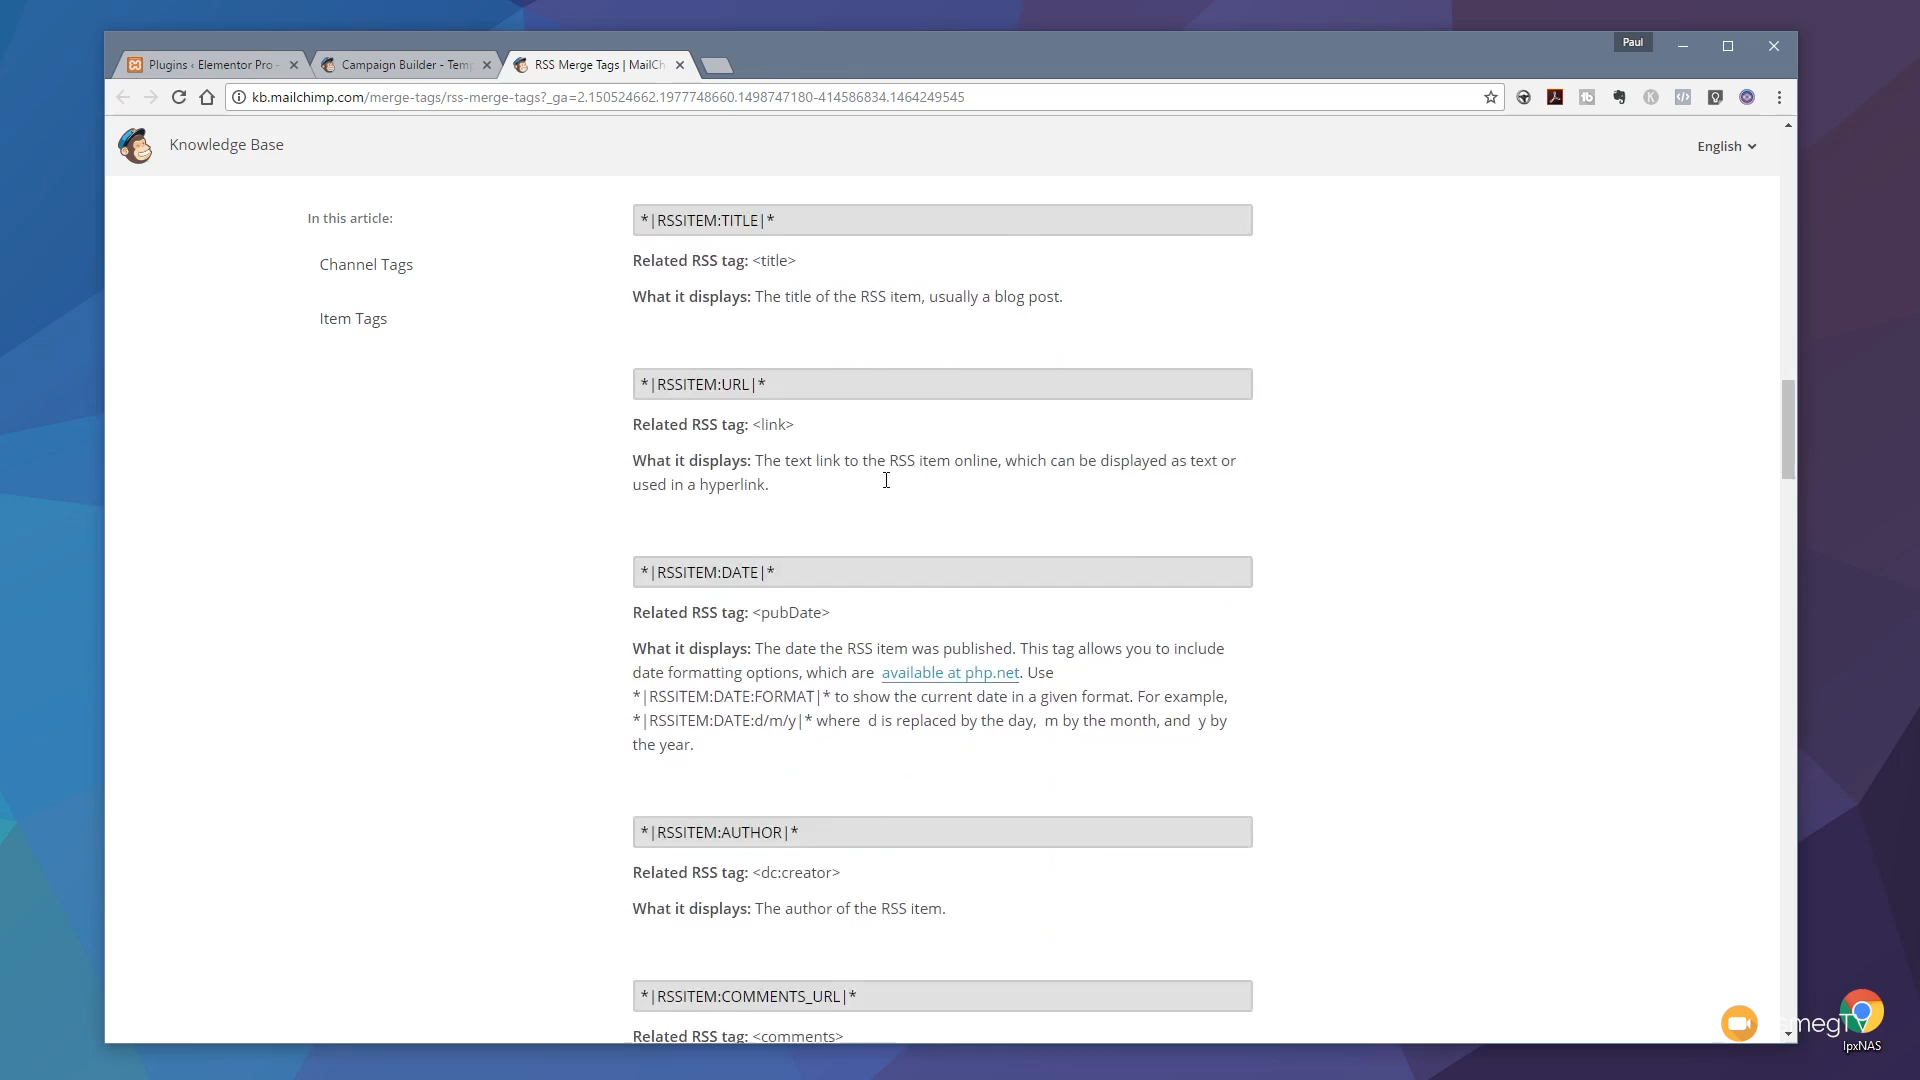 Paul
Plugins ‹ Elementor Pro -
Campaign Builder - Temp
RSS Merge Tags | MailCh
kb.mailchimp.com/merge-tags/rss-merge-tags?_ga=2.150524662.1977748660.1498747180-414586834.1464249545
Knowledge Base
English
In this article:
Channel Tags
Item Tags
*|RSSITEM:TITLE|*
Related RSS tag: <title>
What it displays: The title of the RSS item, usually a blog post.
*|RSSITEM:URL|*
Related RSS tag: <link>
What it displays: The text link to the RSS item online, which can be displayed as text or
used in a hyperlink.
*|RSSITEM:DATE|*
Related RSS tag: <pubDate>
What it displays: The date the RSS item was published. This tag allows you to include
date formatting options, which are available at php.net. Use
*|RSSITEM:DATE:FORMAT|* to show the current date in a given format. For example,
*|RSSITEM:DATE:d/m/y|* where d is replaced by the day, m by the month, and y by
the year.
*|RSSITEM:AUTHOR|*
Related RSS tag: <dc:creator>
What it displays: The author of the RSS item.
*|RSSITEM:COMMENTS_URL|*
Related RSS tag: <comments>
IpxNAS